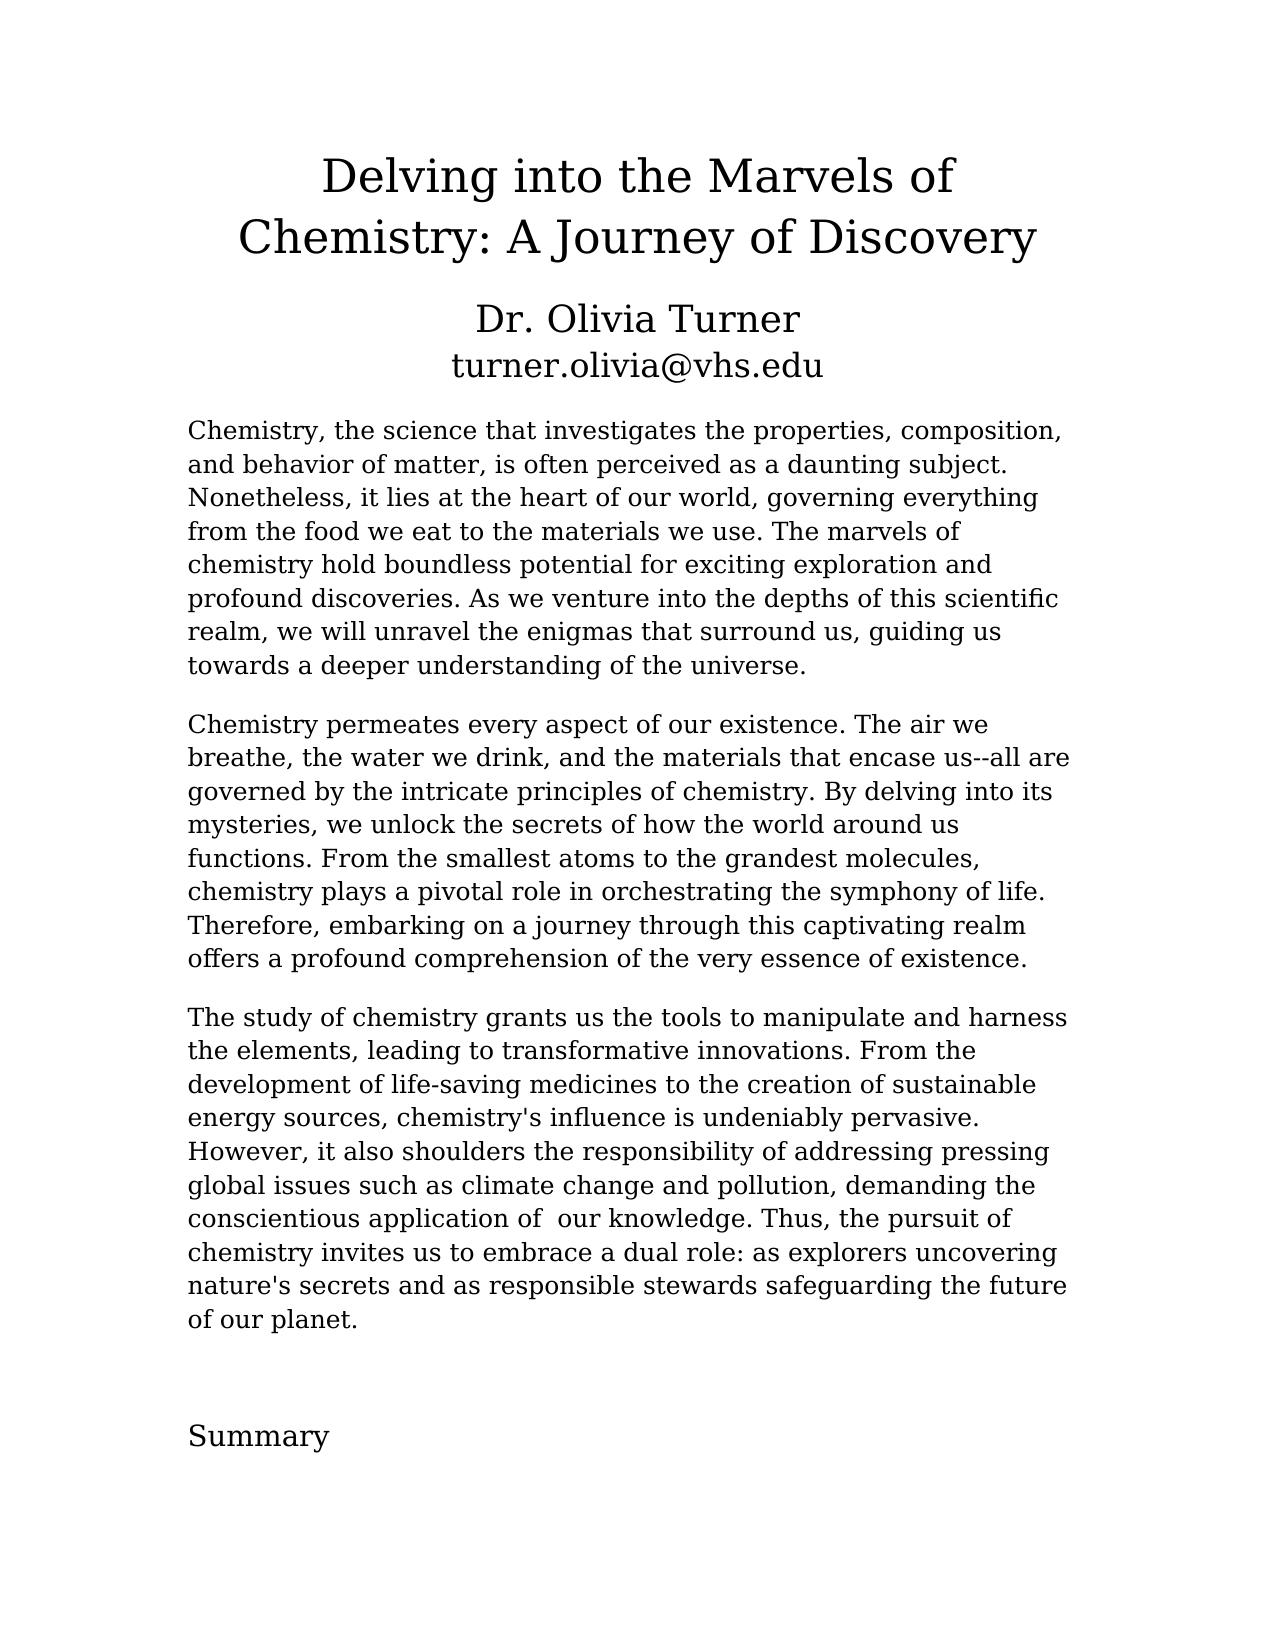 Delving into the Marvels of
Chemistry: A Journey of Discovery
Dr. Olivia Turner
turner.olivia@vhs.edu
Chemistry, the science that investigates the properties, composition,
and behavior of matter, is often perceived as a daunting subject.
Nonetheless, it lies at the heart of our world, governing everything
from the food we eat to the materials we use. The marvels of
chemistry hold boundless potential for exciting exploration and
profound discoveries. As we venture into the depths of this scientific
realm, we will unravel the enigmas that surround us, guiding us
towards a deeper understanding of the universe.
Chemistry permeates every aspect of our existence. The air we
breathe, the water we drink, and the materials that encase us--all are
governed by the intricate principles of chemistry. By delving into its
mysteries, we unlock the secrets of how the world around us
functions. From the smallest atoms to the grandest molecules,
chemistry plays a pivotal role in orchestrating the symphony of life.
Therefore, embarking on a journey through this captivating realm
offers a profound comprehension of the very essence of existence.
The study of chemistry grants us the tools to manipulate and harness
the elements, leading to transformative innovations. From the
development of life-saving medicines to the creation of sustainable
energy sources, chemistry's influence is undeniably pervasive.
However, it also shoulders the responsibility of addressing pressing
global issues such as climate change and pollution, demanding the
conscientious application of  our knowledge. Thus, the pursuit of
chemistry invites us to embrace a dual role: as explorers uncovering
nature's secrets and as responsible stewards safeguarding the future
of our planet.
Summary